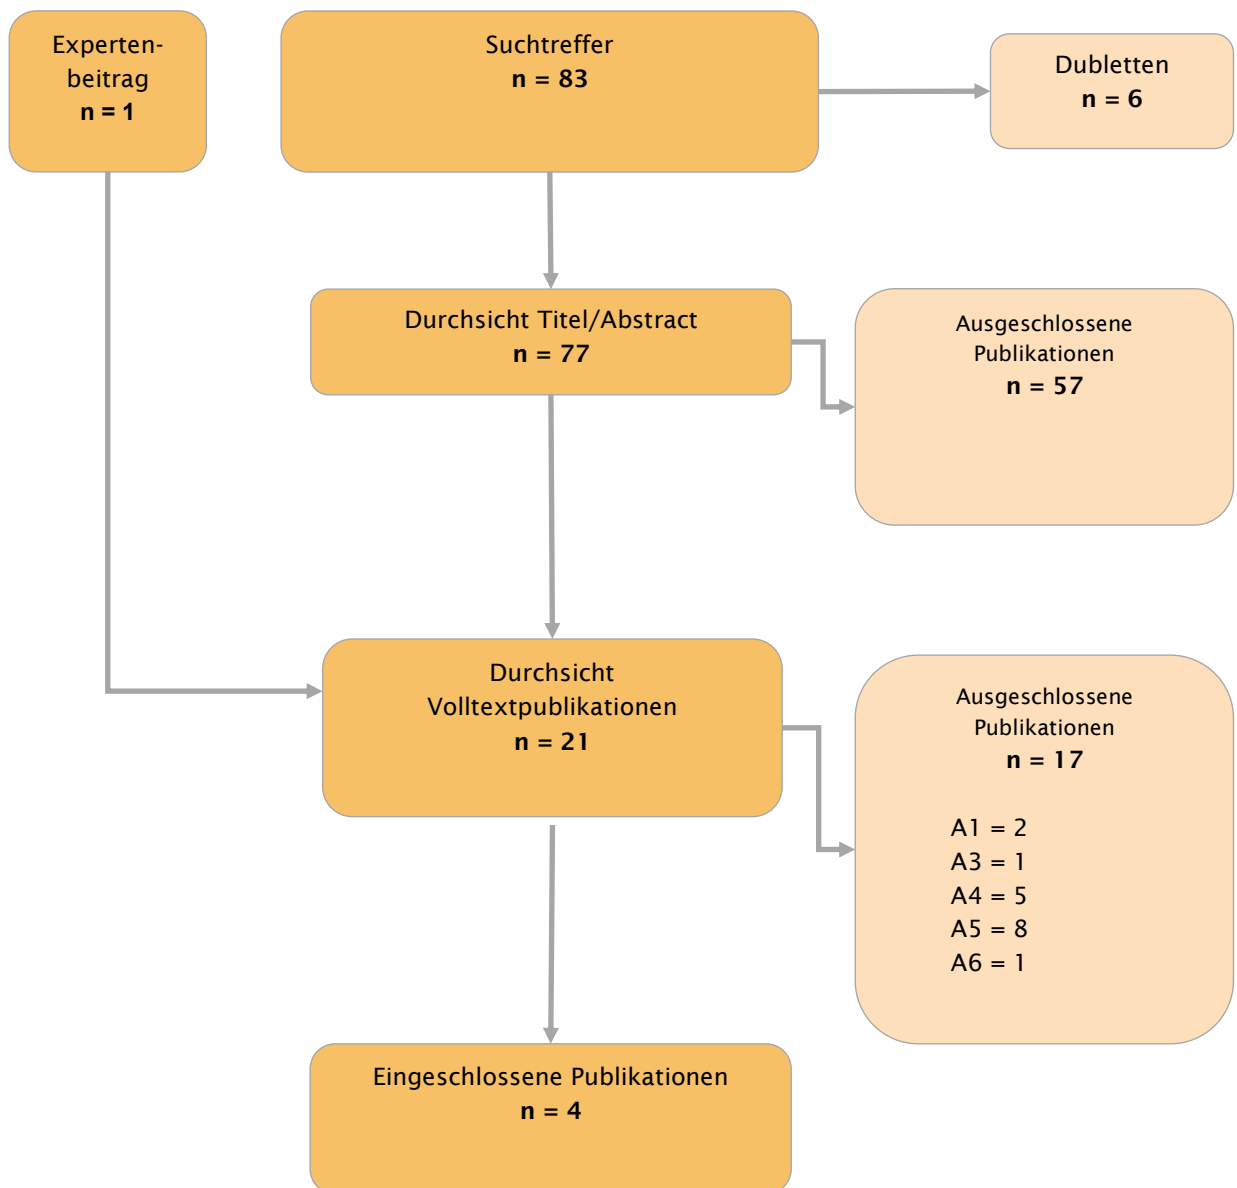 Experten-
beitrag
n = 1
Suchtreffer
n = 83
Dubletten
n = 6
Durchsicht Titel/Abstract
n = 77
Ausgeschlossene
Publikationen
n = 57
Durchsicht
Volltextpublikationen
n = 21
Ausgeschlossene
Publikationen
n = 17
A1 = 2
A3 = 1
A4 = 5
A5 = 8
A6 = 1
Eingeschlossene Publikationen
n = 4